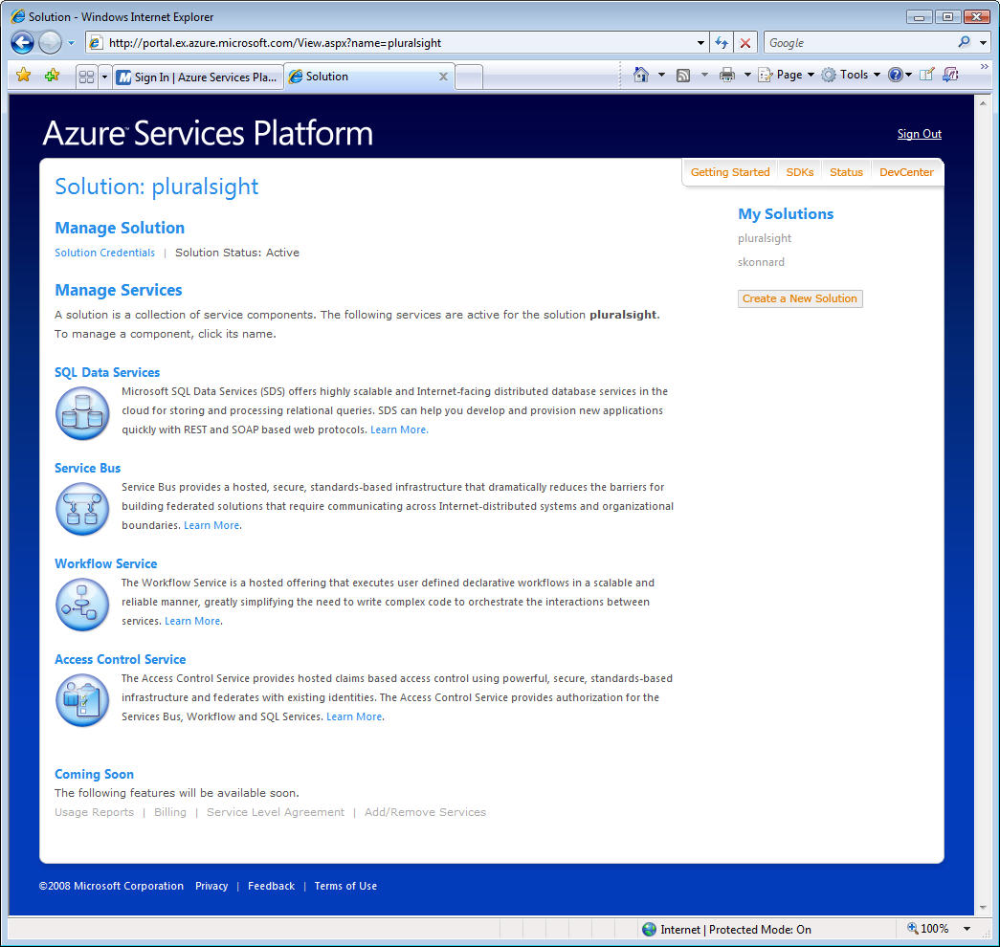 Solution - Windows Internet Explorer
http://portal.ex.azure.microsoft.com/View.aspx?name=pluralsight
Google
Sign In | Azure Services Pla...
Solution
Page
Tools
Azure™ Services Platform
Sign Out
Getting Started
SDKs
Status
DevCenter
Solution: pluralsight
Manage Solution
Solution Credentials | Solution Status: Active
Manage Services
A solution is a collection of service components. The following services are active for the solution pluralsight.
To manage a component, click its name.
SQL Data Services
Microsoft SQL Data Services (SDS) offers highly scalable and Internet-facing distributed database services in the
cloud for storing and processing relational queries. SDS can help you develop and provision new applications
quickly with REST and SOAP based web protocols. Learn More.
Service Bus
Service Bus provides a hosted, secure, standards-based infrastructure that dramatically reduces the barriers for
building federated solutions that require communicating across Internet-distributed systems and organizational
boundaries. Learn More.
Workflow Service
The Workflow Service is a hosted offering that executes user defined declarative workflows in a scalable and
reliable manner, greatly simplifying the need to write complex code to orchestrate the interactions between
services. Learn More.
Access Control Service
The Access Control Service provides hosted claims based access control using powerful, secure, standards-based
infrastructure and federates with existing identities. The Access Control Service provides authorization for the
Services Bus, Workflow and SQL Services. Learn More.
Coming Soon
The following features will be available soon.
Usage Reports | Billing | Service Level Agreement | Add/Remove Services
My Solutions
pluralsight
skonnard
Create a New Solution
©2008 Microsoft Corporation Privacy | Feedback | Terms of Use
Internet | Protected Mode: On
100%